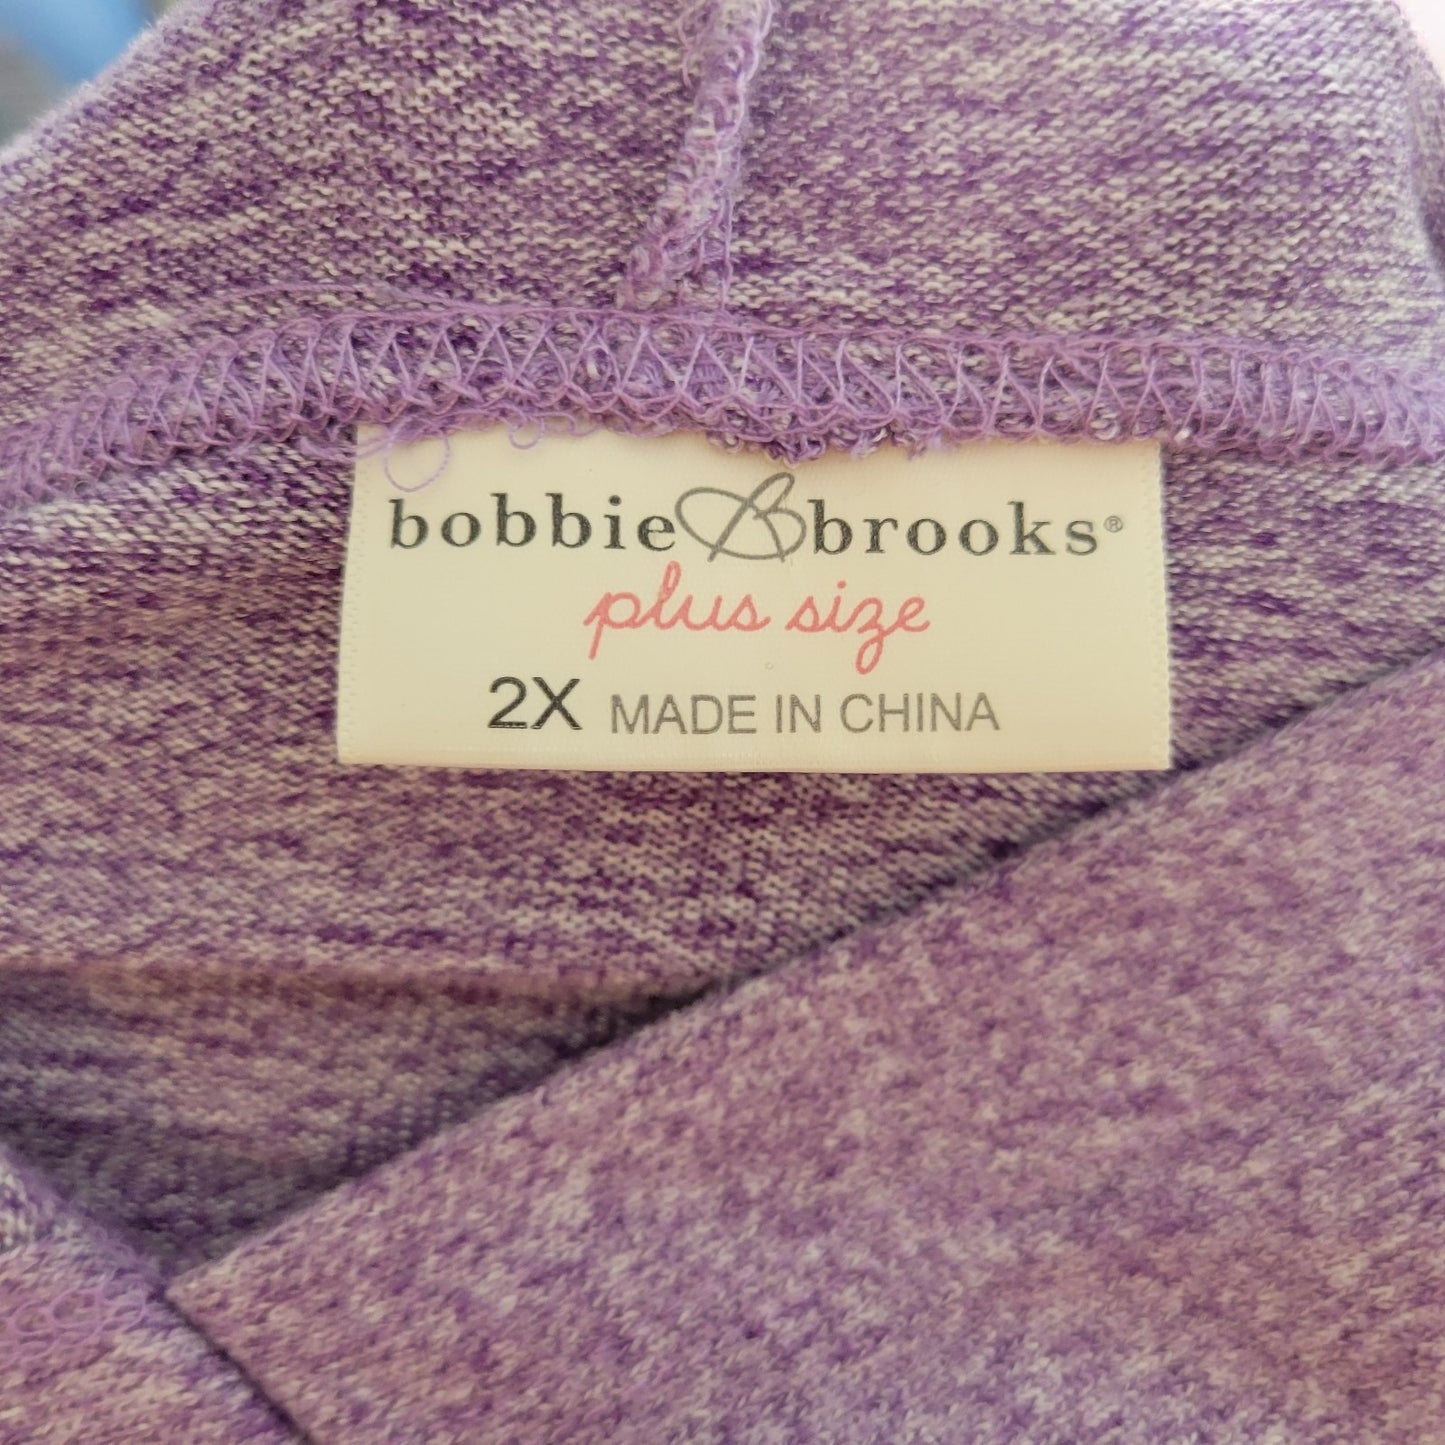 bobbie B brooks®
plus size
2X MADE IN CHINA